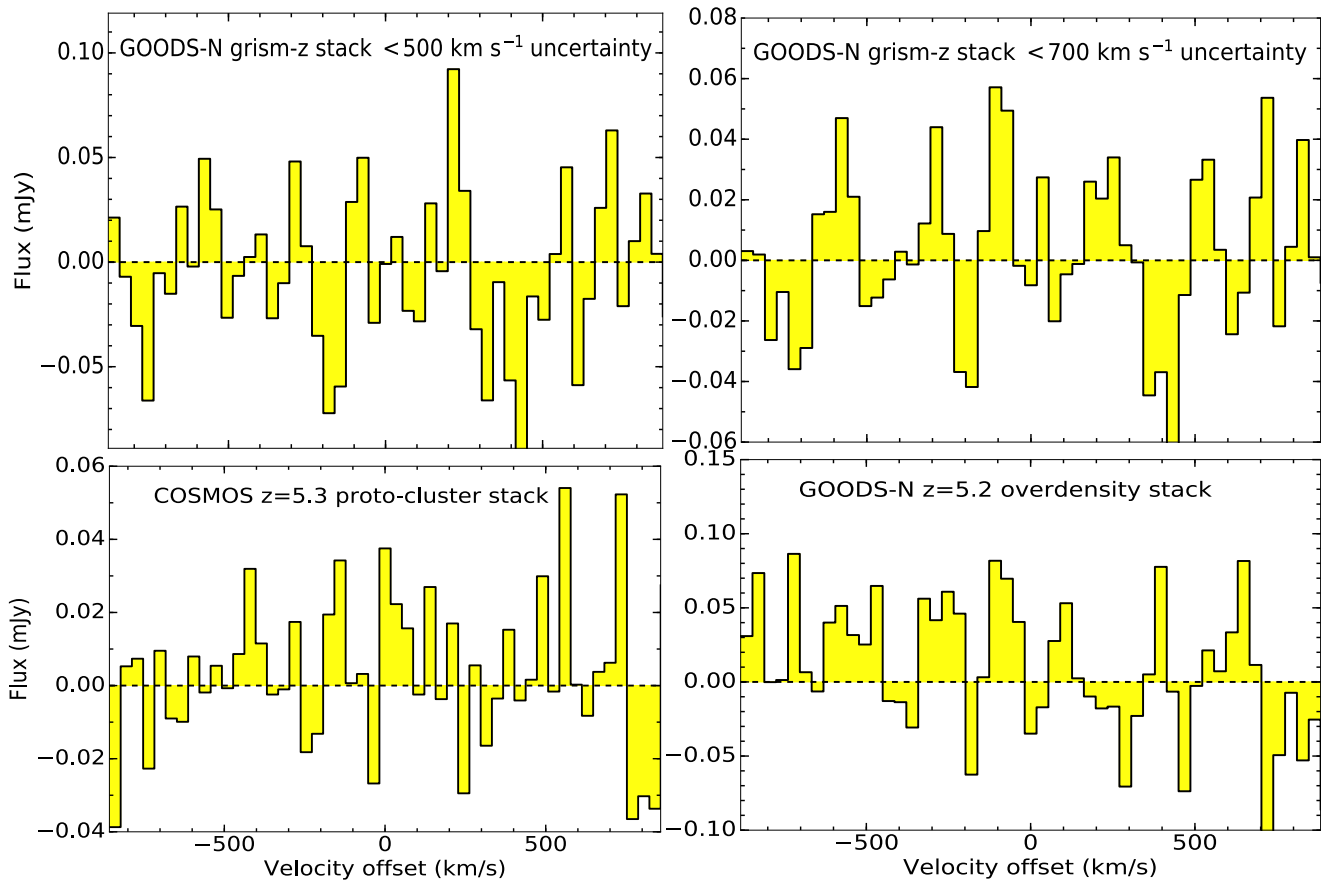 GOODS-N grism-z stack <500 km s⁻¹ uncertainty
0.10
0.05
0.00
−0.05
Flux (mJy)
GOODS-N grism-z stack <700 km s⁻¹ uncertainty
0.08
0.06
0.04
0.02
0.00
−0.02
−0.04
−0.06
COSMOS z=5.3 proto-cluster stack
0.06
0.04
0.02
0.00
−0.02
−0.04
Flux (mJy)
−500 0 500
Velocity offset (km/s)
GOODS-N z=5.2 overdensity stack
0.15
0.10
0.05
0.00
−0.05
−0.10
−500 0 500
Velocity offset (km/s)